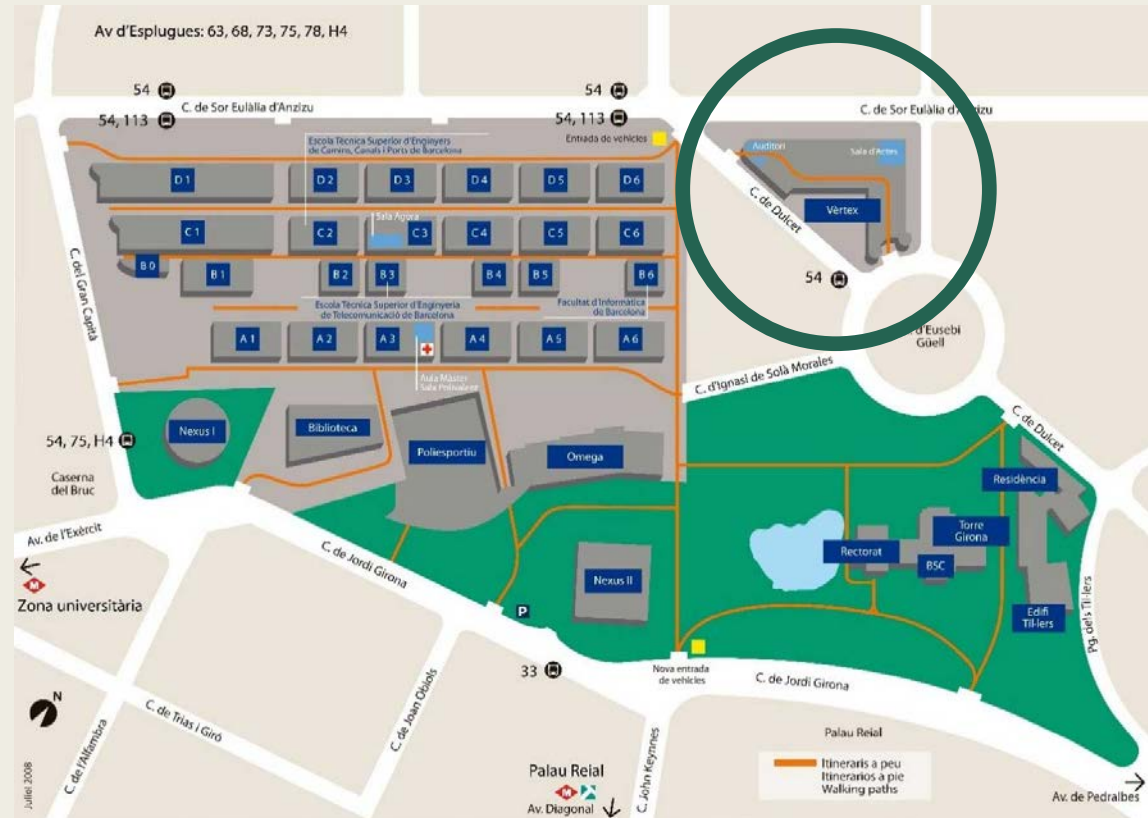 Av d'Esplugues: 63, 68, 73, 75, 78, H4
54
54
C. de Sor Eulàlia d'Anzizu
C. de Sor Eulàlia d'Anzizu
54, 113
54, 113
Entrada de vehicles
Escola Tècnica Superior d'Enginyers
de Camins, Canals i Ports de Barcelona
Auditori
Sala d'Actes
D1
D2
D3
D4
D5
D6
C. de Dulcet
Vèrtex
Sala Àgora
C1
C2
C3
C4
C5
C6
C. del Gran Capità
B0
B1
B2
B3
B4
B5
B6
54
Escola Tècnica Superior d'Enginyeria
de Telecomunicació de Barcelona
Facultat d'Informàtica
de Barcelona
A1
A2
A3
A4
A5
A6
d'Eusebi
Güell
Aula Màster
Sala Polivalent
C. d'Ignasi de Solà Morales
C. de Dulcet
Nexus I
Biblioteca
Poliesportiu
Omega
54, 75, H4
Caserna
del Bruc
Residència
Torre
Girona
Rectorat
BSC
Av. de l'Exèrcit
C. de Jordi Girona
Nexus II
Edifi
Til·lers
Pg. dels Til·lers
M
Zona universitària
P
33
Nova entrada
de vehicles
C. de Jordi Girona
N
C. de Trias i Giró
C. de Joan Obiols
C. de l'Alfambra
C. John Keynnes
Juliol 2008
Palau Reial
M
Av. Diagonal
Palau Reial
Itineraris a peu
Itinerarios a pie
Walking paths
Av. de Pedralbes